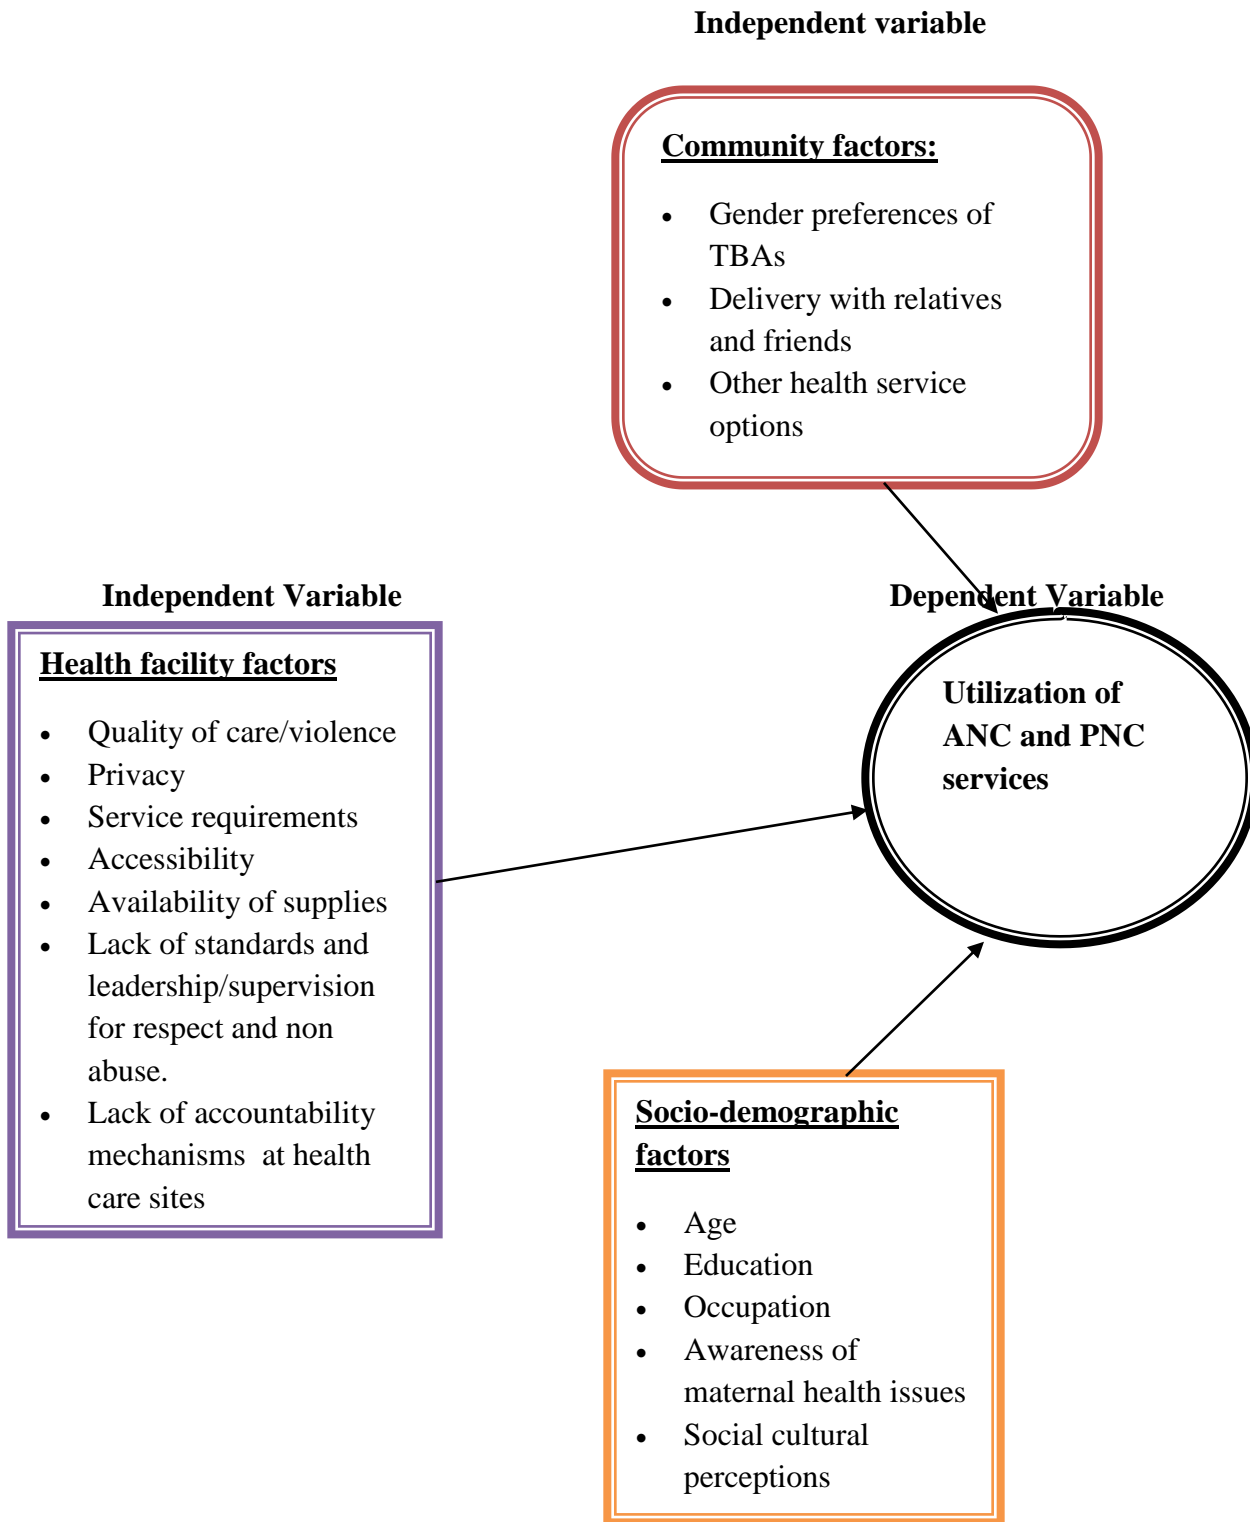 Independent variable
Community factors:
• Gender preferences of
TBAs
• Delivery with relatives
and friends
• Other health service
options
Independent Variable
Dependent Variable
Health facility factors
• Quality of care/violence
• Privacy
• Service requirements
• Accessibility
• Availability of supplies
• Lack of standards and
leadership/supervision
for respect and non
abuse.
• Lack of accountability
mechanisms at health
care sites
Utilization of
ANC and PNC
services
Socio-demographic
factors
• Age
• Education
• Occupation
• Awareness of
maternal health issues
• Social cultural
perceptions